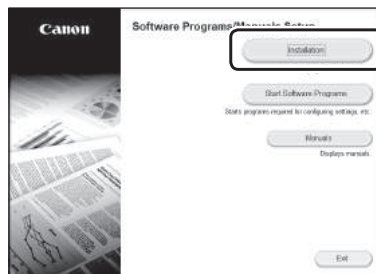 Canon
Software Programs/Manuals Setup
Installation
Start Software Programs
Starts programs required for configuring settings, etc.
Manuals
Displays manuals.
Exit